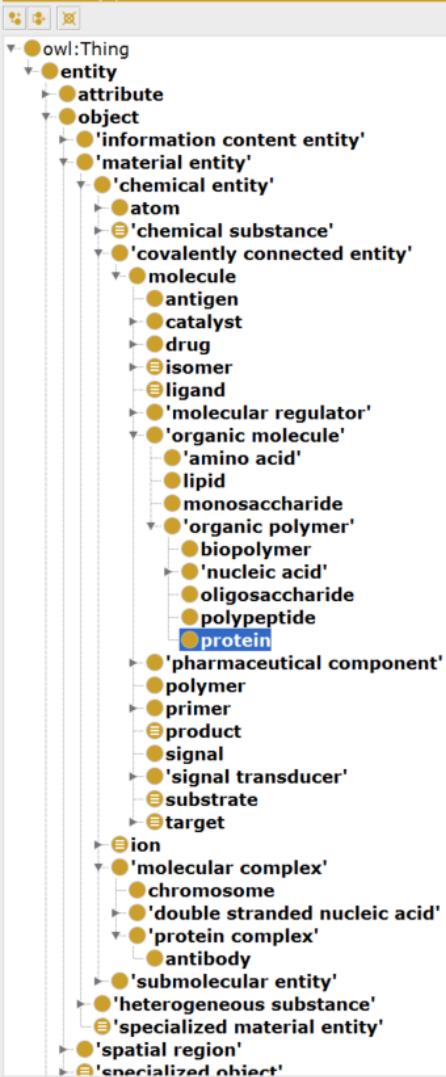 owl:Thing
entity
attribute
object
'information content entity'
'material entity'
'chemical entity'
atom
'chemical substance'
'covalently connected entity'
molecule
antigen
catalyst
drug
isomer
ligand
'molecular regulator'
'organic molecule'
'amino acid'
lipid
monosaccharide
'organic polymer'
biopolymer
'nucleic acid'
oligosaccharide
polypeptide
protein
'pharmaceutical component'
polymer
primer
product
signal
'signal transducer'
substrate
target
ion
'molecular complex'
chromosome
'double stranded nucleic acid'
'protein complex'
antibody
'submolecular entity'
'heterogeneous substance'
'specialized material entity'
'spatial region'
'specialized object'